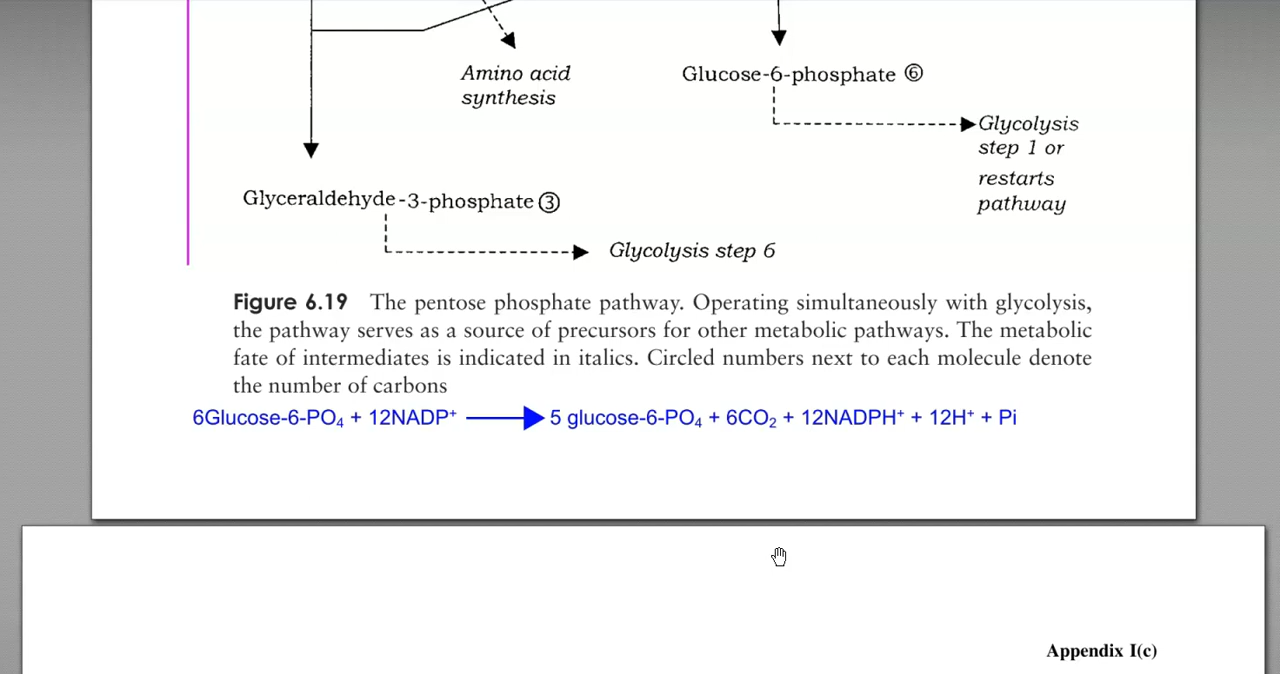 Amino acid
synthesis
Glucose-6-phosphate ⑥
Glycolysis
step 1 or
restarts
pathway
Glyceraldehyde-3-phosphate ③
Glycolysis step 6
Figure 6.19 The pentose phosphate pathway. Operating simultaneously with glycolysis,
the pathway serves as a source of precursors for other metabolic pathways. The metabolic
fate of intermediates is indicated in italics. Circled numbers next to each molecule denote
the number of carbons
6Glucose-6-PO₄ + 12NADP⁺ → 5 glucose-6-PO₄ + 6CO₂ + 12NADPH⁺ + 12H⁺ + Pi
Appendix I(c)